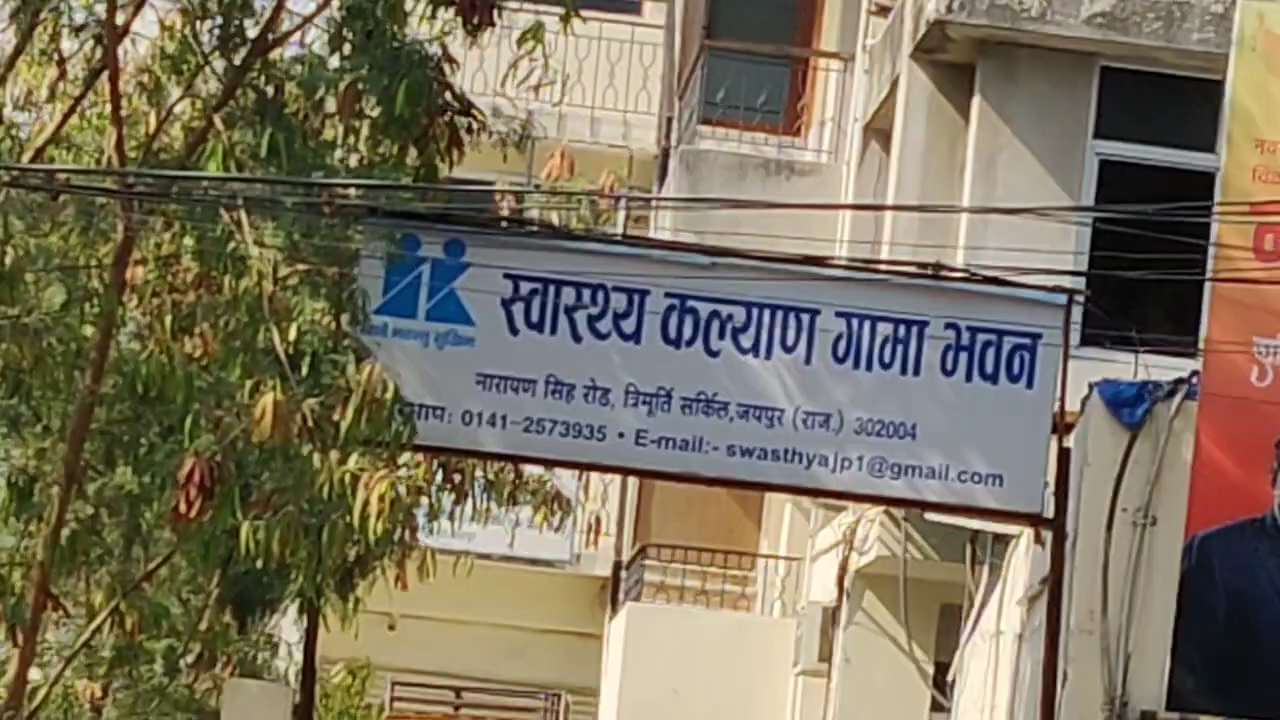 स्वास्थ्य कल्याण गामा भवन
नारायण सिंह रोड, त्रिमूर्ति सर्किल,जयपुर (राज.) 302004
0141-2573935 • E-mail:- swasthyajp1@gmail.com